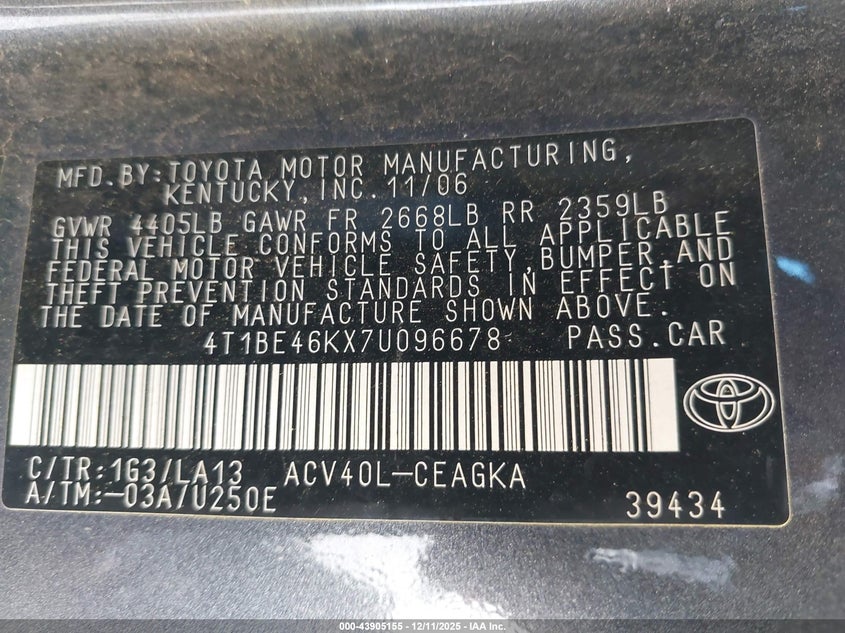 MFD.BY:TOYOTA MOTOR MANUFACTURING,
KENTUCKY,INC.11/06
GVWR 4405LB GAWR FR 2668LB RR 2359LB
THIS VEHICLE CONFORMS TO ALL APPLICABLE
FEDERAL MOTOR VEHICLE SAFETY,BUMPER,AND
THEFT PREVENTION STANDARDS IN EFFECT ON
THE DATE OF MANUFACTURE SHOWN ABOVE.
4T1BE46KX7U096678 PASS.CAR
C/TR:1G3/LA13 ACV40L-CEAGKA
A/TM:-03A/U250E 39434
000-43905155 - 12/11/2025 - IAA Inc.